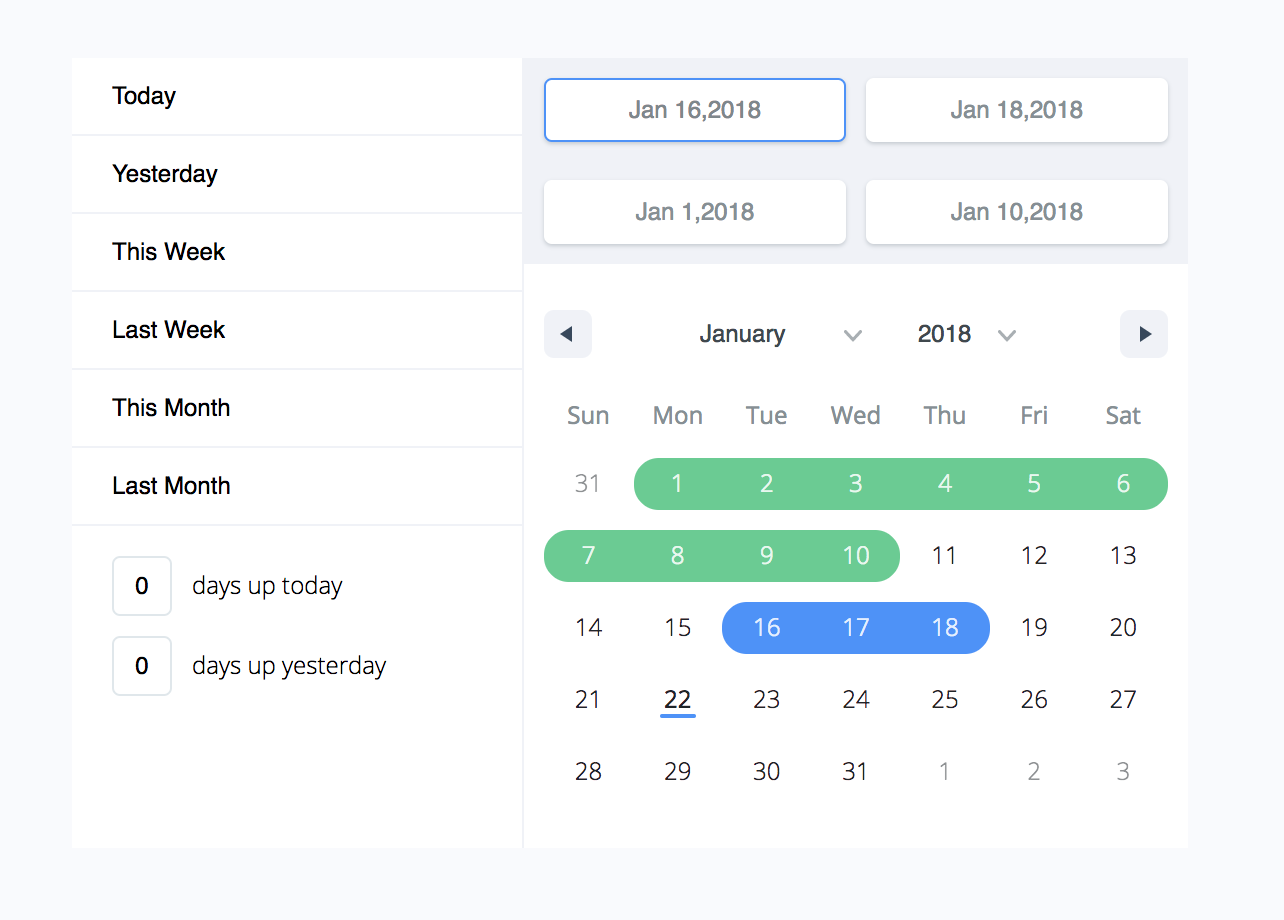 Today
Yesterday
This Week
Last Week
This Month
Last Month
0 days up today
0 days up yesterday
Jan 16,2018 Jan 18,2018
Jan 1,2018 Jan 10,2018
January 2018
Sun Mon Tue Wed Thu Fri Sat
31 1 2 3 4 5 6
7 8 9 10 11 12 13
14 15 16 17 18 19 20
21 22 23 24 25 26 27
28 29 30 31 1 2 3